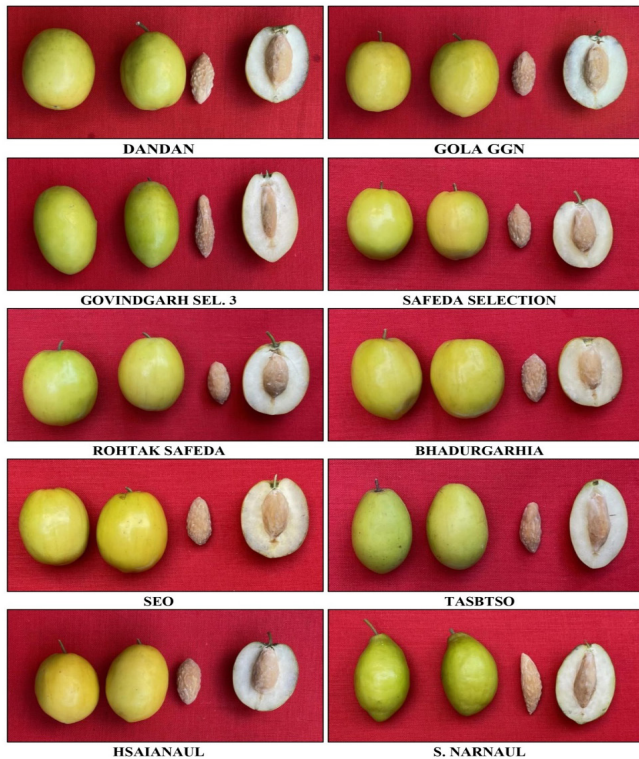 DANDAN
GOLA GGN
GOVINDGARH SEL. 3
SAFEDA SELECTION
ROHTAK SAFEDA
BHADURGARHIA
SEO
TASBTSO
HSAIANAUL
S. NARNAUL